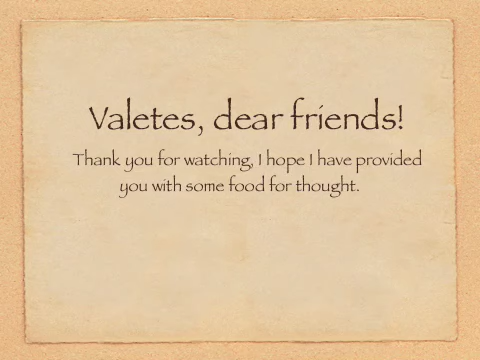 Valetes, dear friends!
Thank you for watching, I hope I have provided
you with some food for thought.